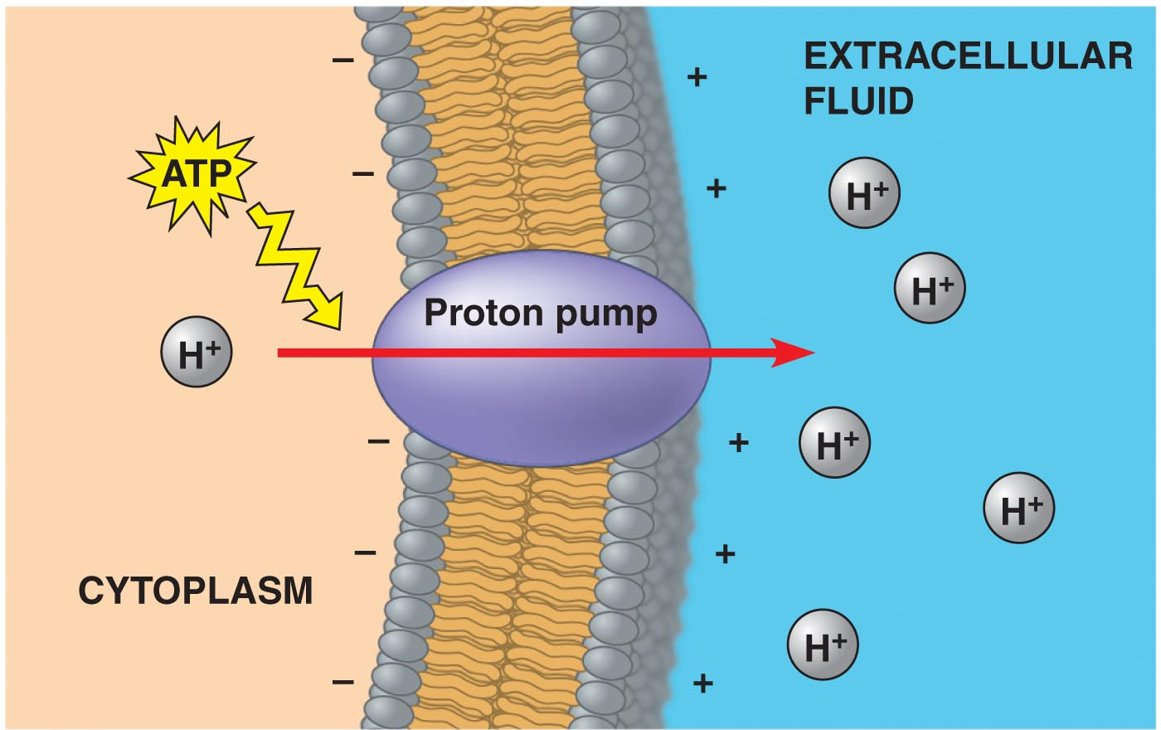 EXTRACELLULAR
FLUID
ATP
Proton pump
H+
H+
H+
H+
H+
H+
CYTOPLASM
−
−
−
−
−
+
+
+
+
+